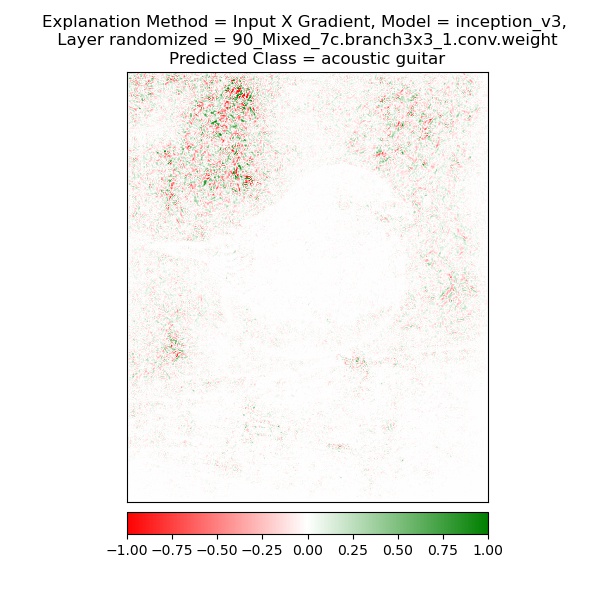 Explanation Method = Input X Gradient, Model = inception_v3,
Layer randomized = 90_Mixed_7c.branch3x3_1.conv.weight
Predicted Class = acoustic guitar
−1.00 −0.75 −0.50 −0.25 0.00 0.25 0.50 0.75 1.00